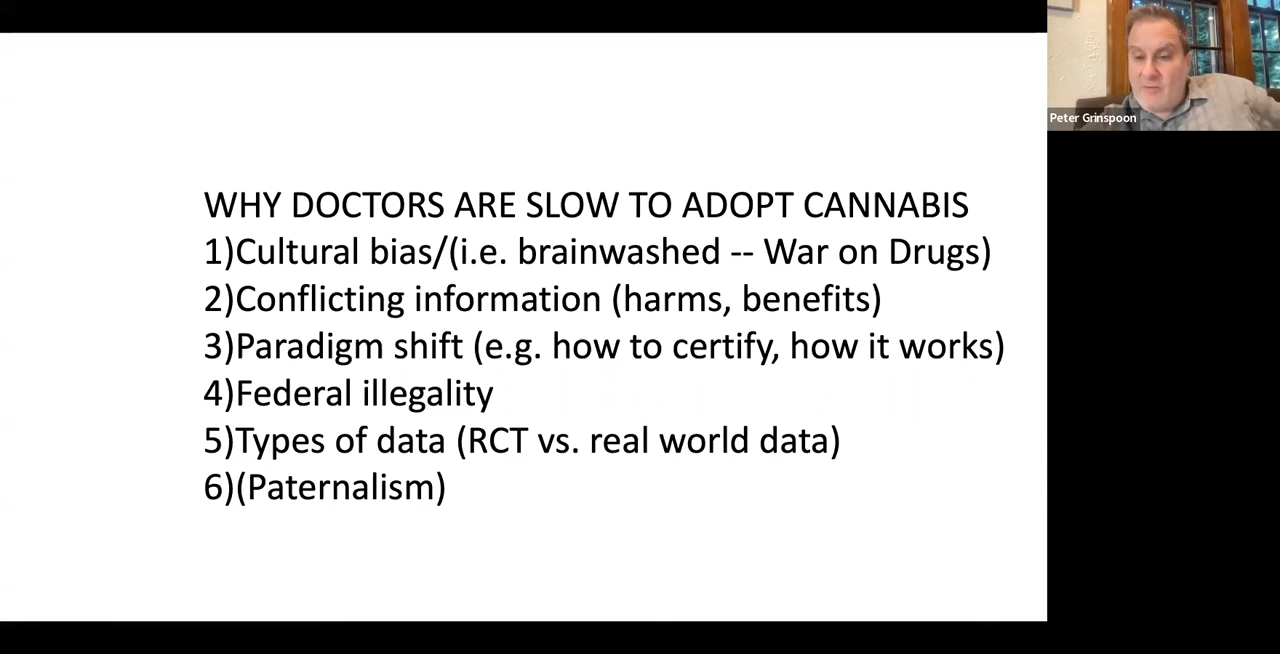 WHY DOCTORS ARE SLOW TO ADOPT CANNABIS
1)Cultural bias/(i.e. brainwashed -- War on Drugs)
2)Conflicting information (harms, benefits)
3)Paradigm shift (e.g. how to certify, how it works)
4)Federal illegality
5)Types of data (RCT vs. real world data)
6)(Paternalism)
Peter Grinspoon